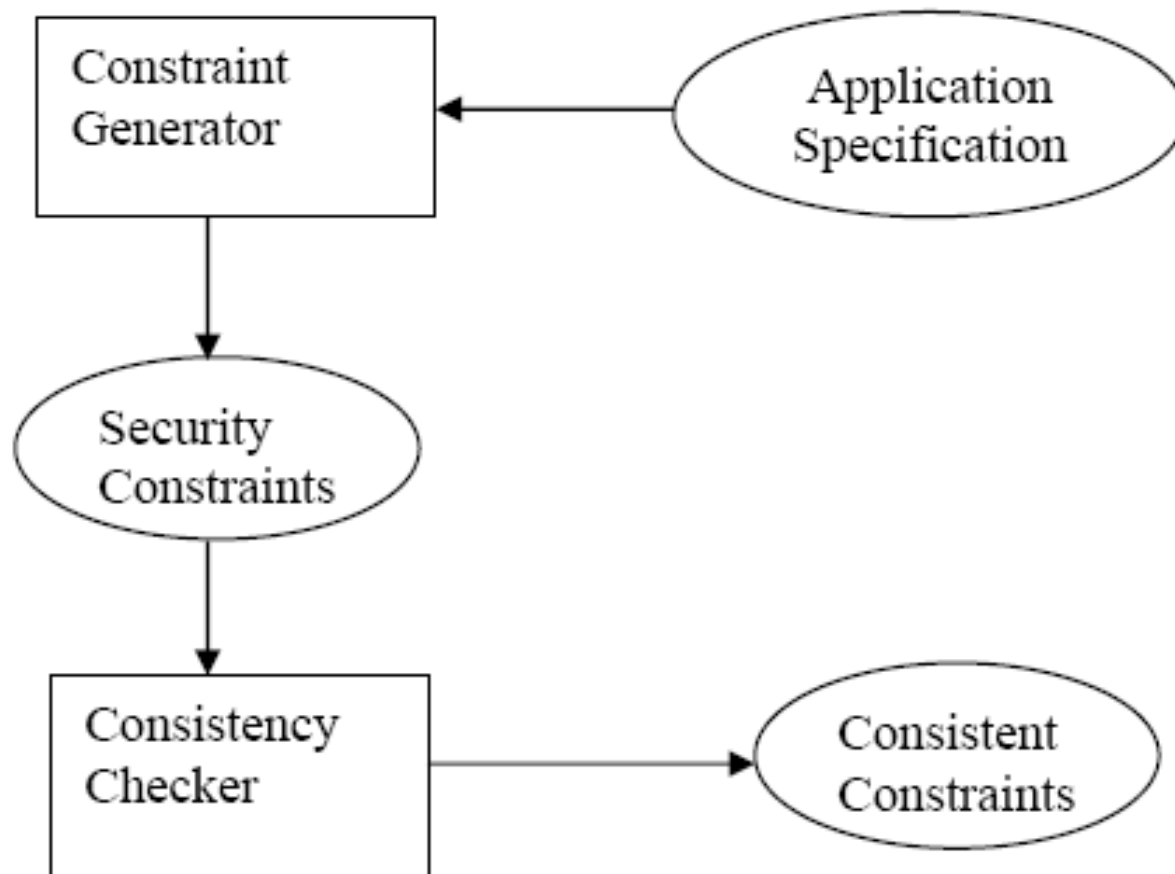 Constraint
Generator
Application
Specification
Security
Constraints
Consistency
Checker
Consistent
Constraints